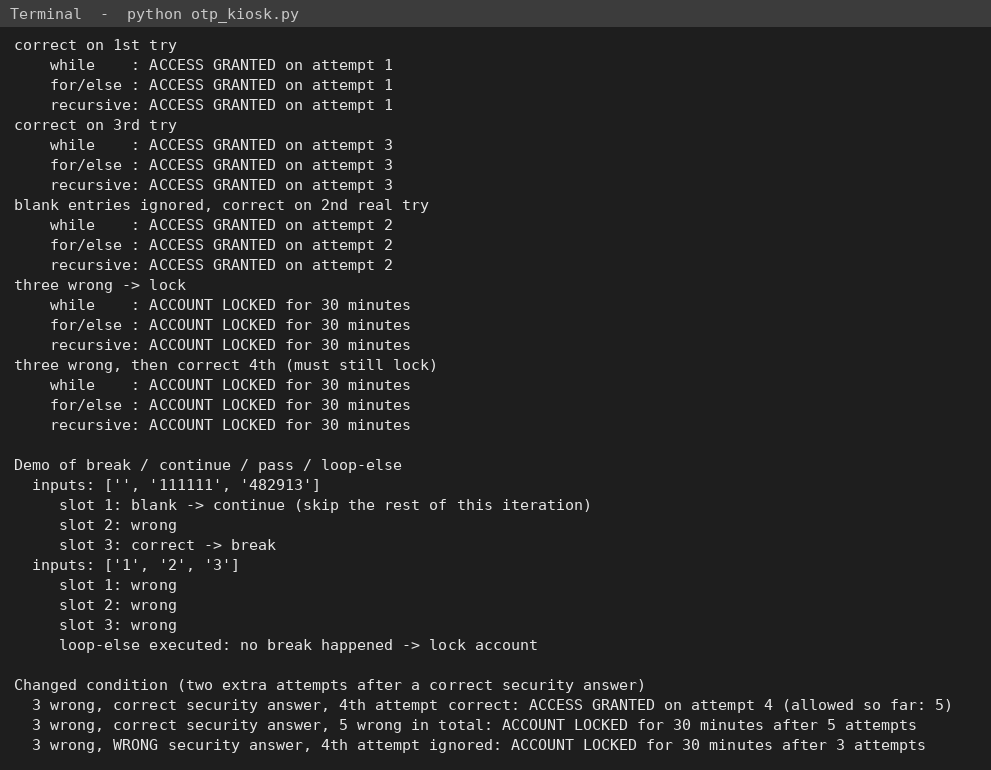 Terminal  -  python otp_kiosk.py
correct on 1st try
    while    : ACCESS GRANTED on attempt 1
    for/else : ACCESS GRANTED on attempt 1
    recursive: ACCESS GRANTED on attempt 1
correct on 3rd try
    while    : ACCESS GRANTED on attempt 3
    for/else : ACCESS GRANTED on attempt 3
    recursive: ACCESS GRANTED on attempt 3
blank entries ignored, correct on 2nd real try
    while    : ACCESS GRANTED on attempt 2
    for/else : ACCESS GRANTED on attempt 2
    recursive: ACCESS GRANTED on attempt 2
three wrong -> lock
    while    : ACCOUNT LOCKED for 30 minutes
    for/else : ACCOUNT LOCKED for 30 minutes
    recursive: ACCOUNT LOCKED for 30 minutes
three wrong, then correct 4th (must still lock)
    while    : ACCOUNT LOCKED for 30 minutes
    for/else : ACCOUNT LOCKED for 30 minutes
    recursive: ACCOUNT LOCKED for 30 minutes

Demo of break / continue / pass / loop-else
  inputs: ['', '111111', '482913']
     slot 1: blank -> continue (skip the rest of this iteration)
     slot 2: wrong
     slot 3: correct -> break
  inputs: ['1', '2', '3']
     slot 1: wrong
     slot 2: wrong
     slot 3: wrong
     loop-else executed: no break happened -> lock account

Changed condition (two extra attempts after a correct security answer)
  3 wrong, correct security answer, 4th attempt correct: ACCESS GRANTED on attempt 4 (allowed so far: 5)
  3 wrong, correct security answer, 5 wrong in total: ACCOUNT LOCKED for 30 minutes after 5 attempts
  3 wrong, WRONG security answer, 4th attempt ignored: ACCOUNT LOCKED for 30 minutes after 3 attempts